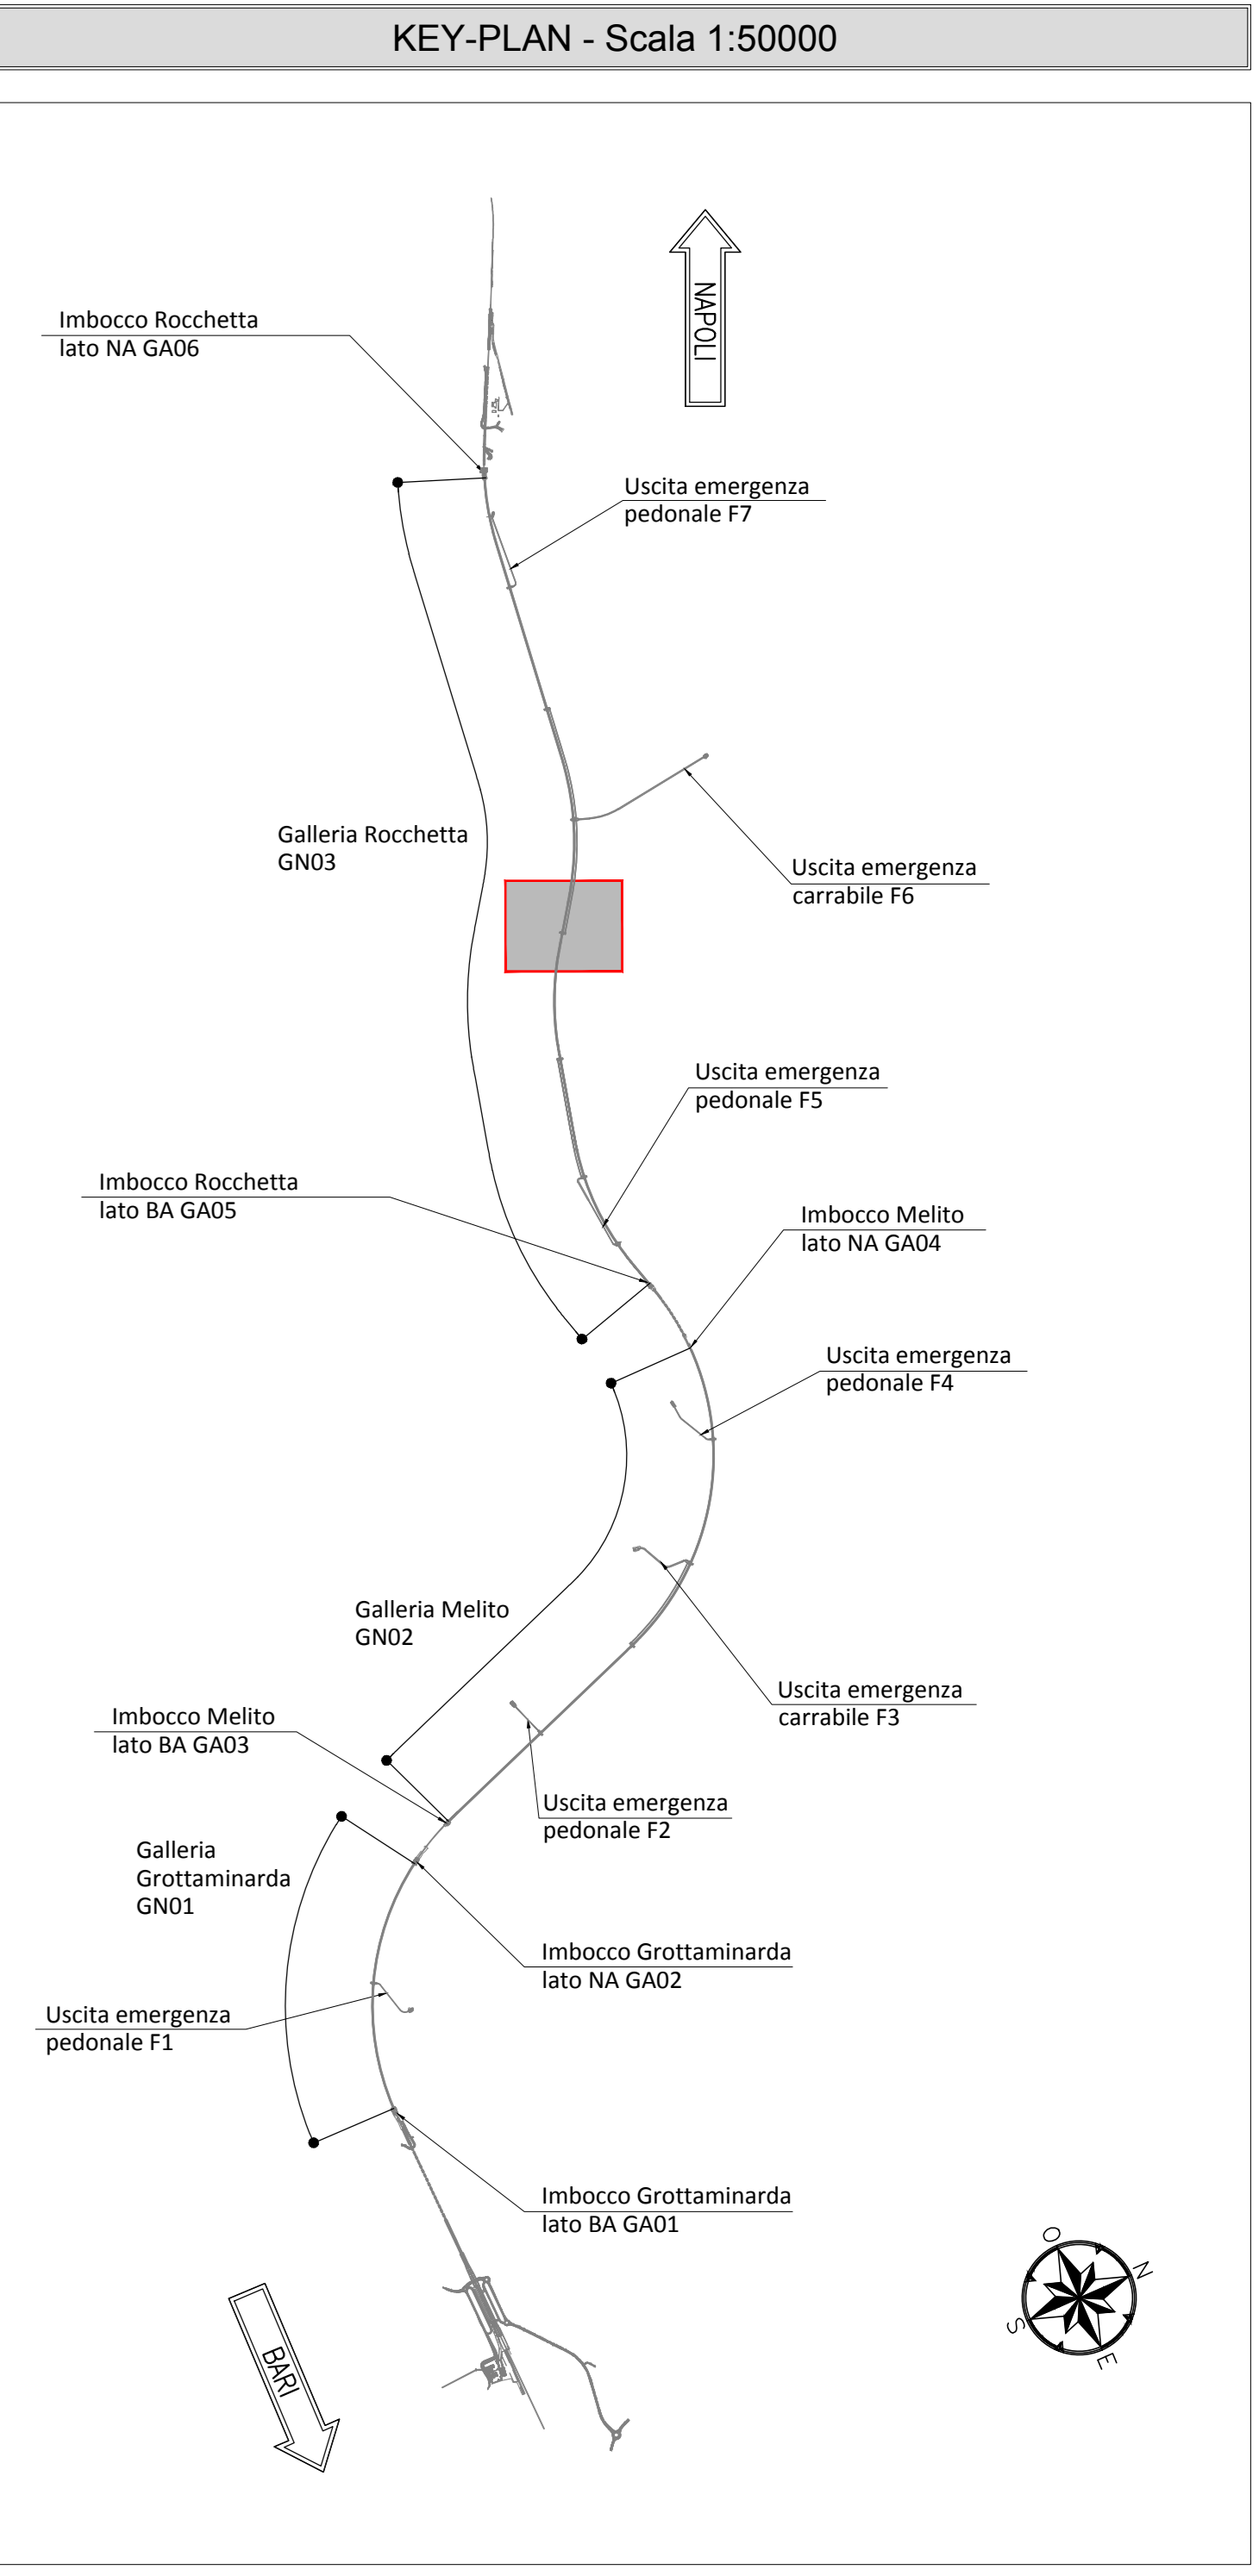 KEY-PLAN - Scala 1:50000
NAPOLI
Imbocco Rocchetta
lato NA GA06
Uscita emergenza
pedonale F7
Galleria Rocchetta
GN03
Uscita emergenza
carrabile F6
Uscita emergenza
pedonale F5
Imbocco Rocchetta
lato BA GA05
Imbocco Melito
lato NA GA04
Uscita emergenza
pedonale F4
Galleria Melito
GN02
Uscita emergenza
carrabile F3
Imbocco Melito
lato BA GA03
Uscita emergenza
pedonale F2
Galleria
Grottaminarda
GN01
Imbocco Grottaminarda
lato NA GA02
Uscita emergenza
pedonale F1
Imbocco Grottaminarda
lato BA GA01
O
N
S
E
BARI